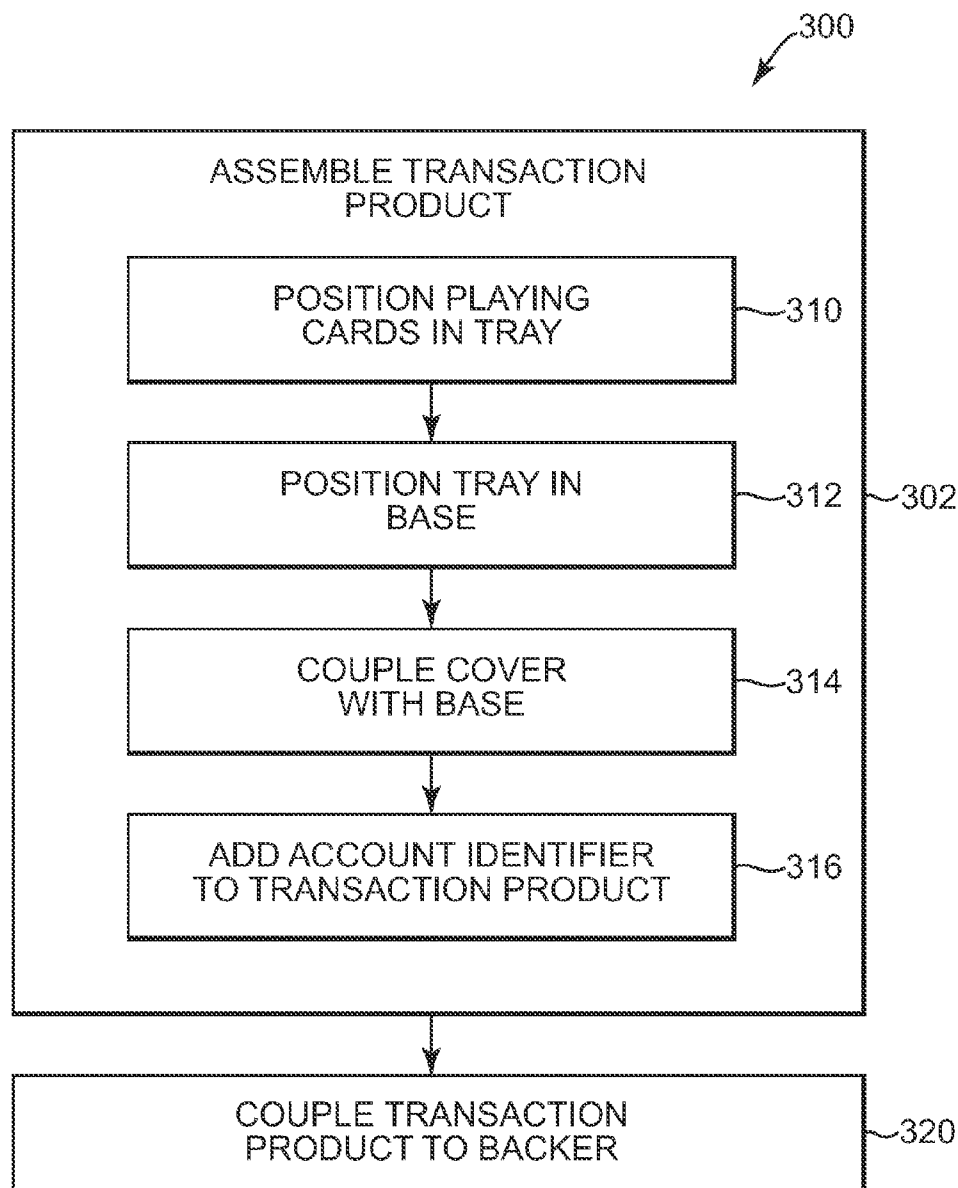 300
ASSEMBLE TRANSACTION
PRODUCT
POSITION PLAYING
CARDS IN TRAY
310
POSITION TRAY IN
BASE
312
302
COUPLE COVER
WITH BASE
314
ADD ACCOUNT IDENTIFIER
TO TRANSACTION PRODUCT
316
COUPLE TRANSACTION
PRODUCT TO BACKER
320